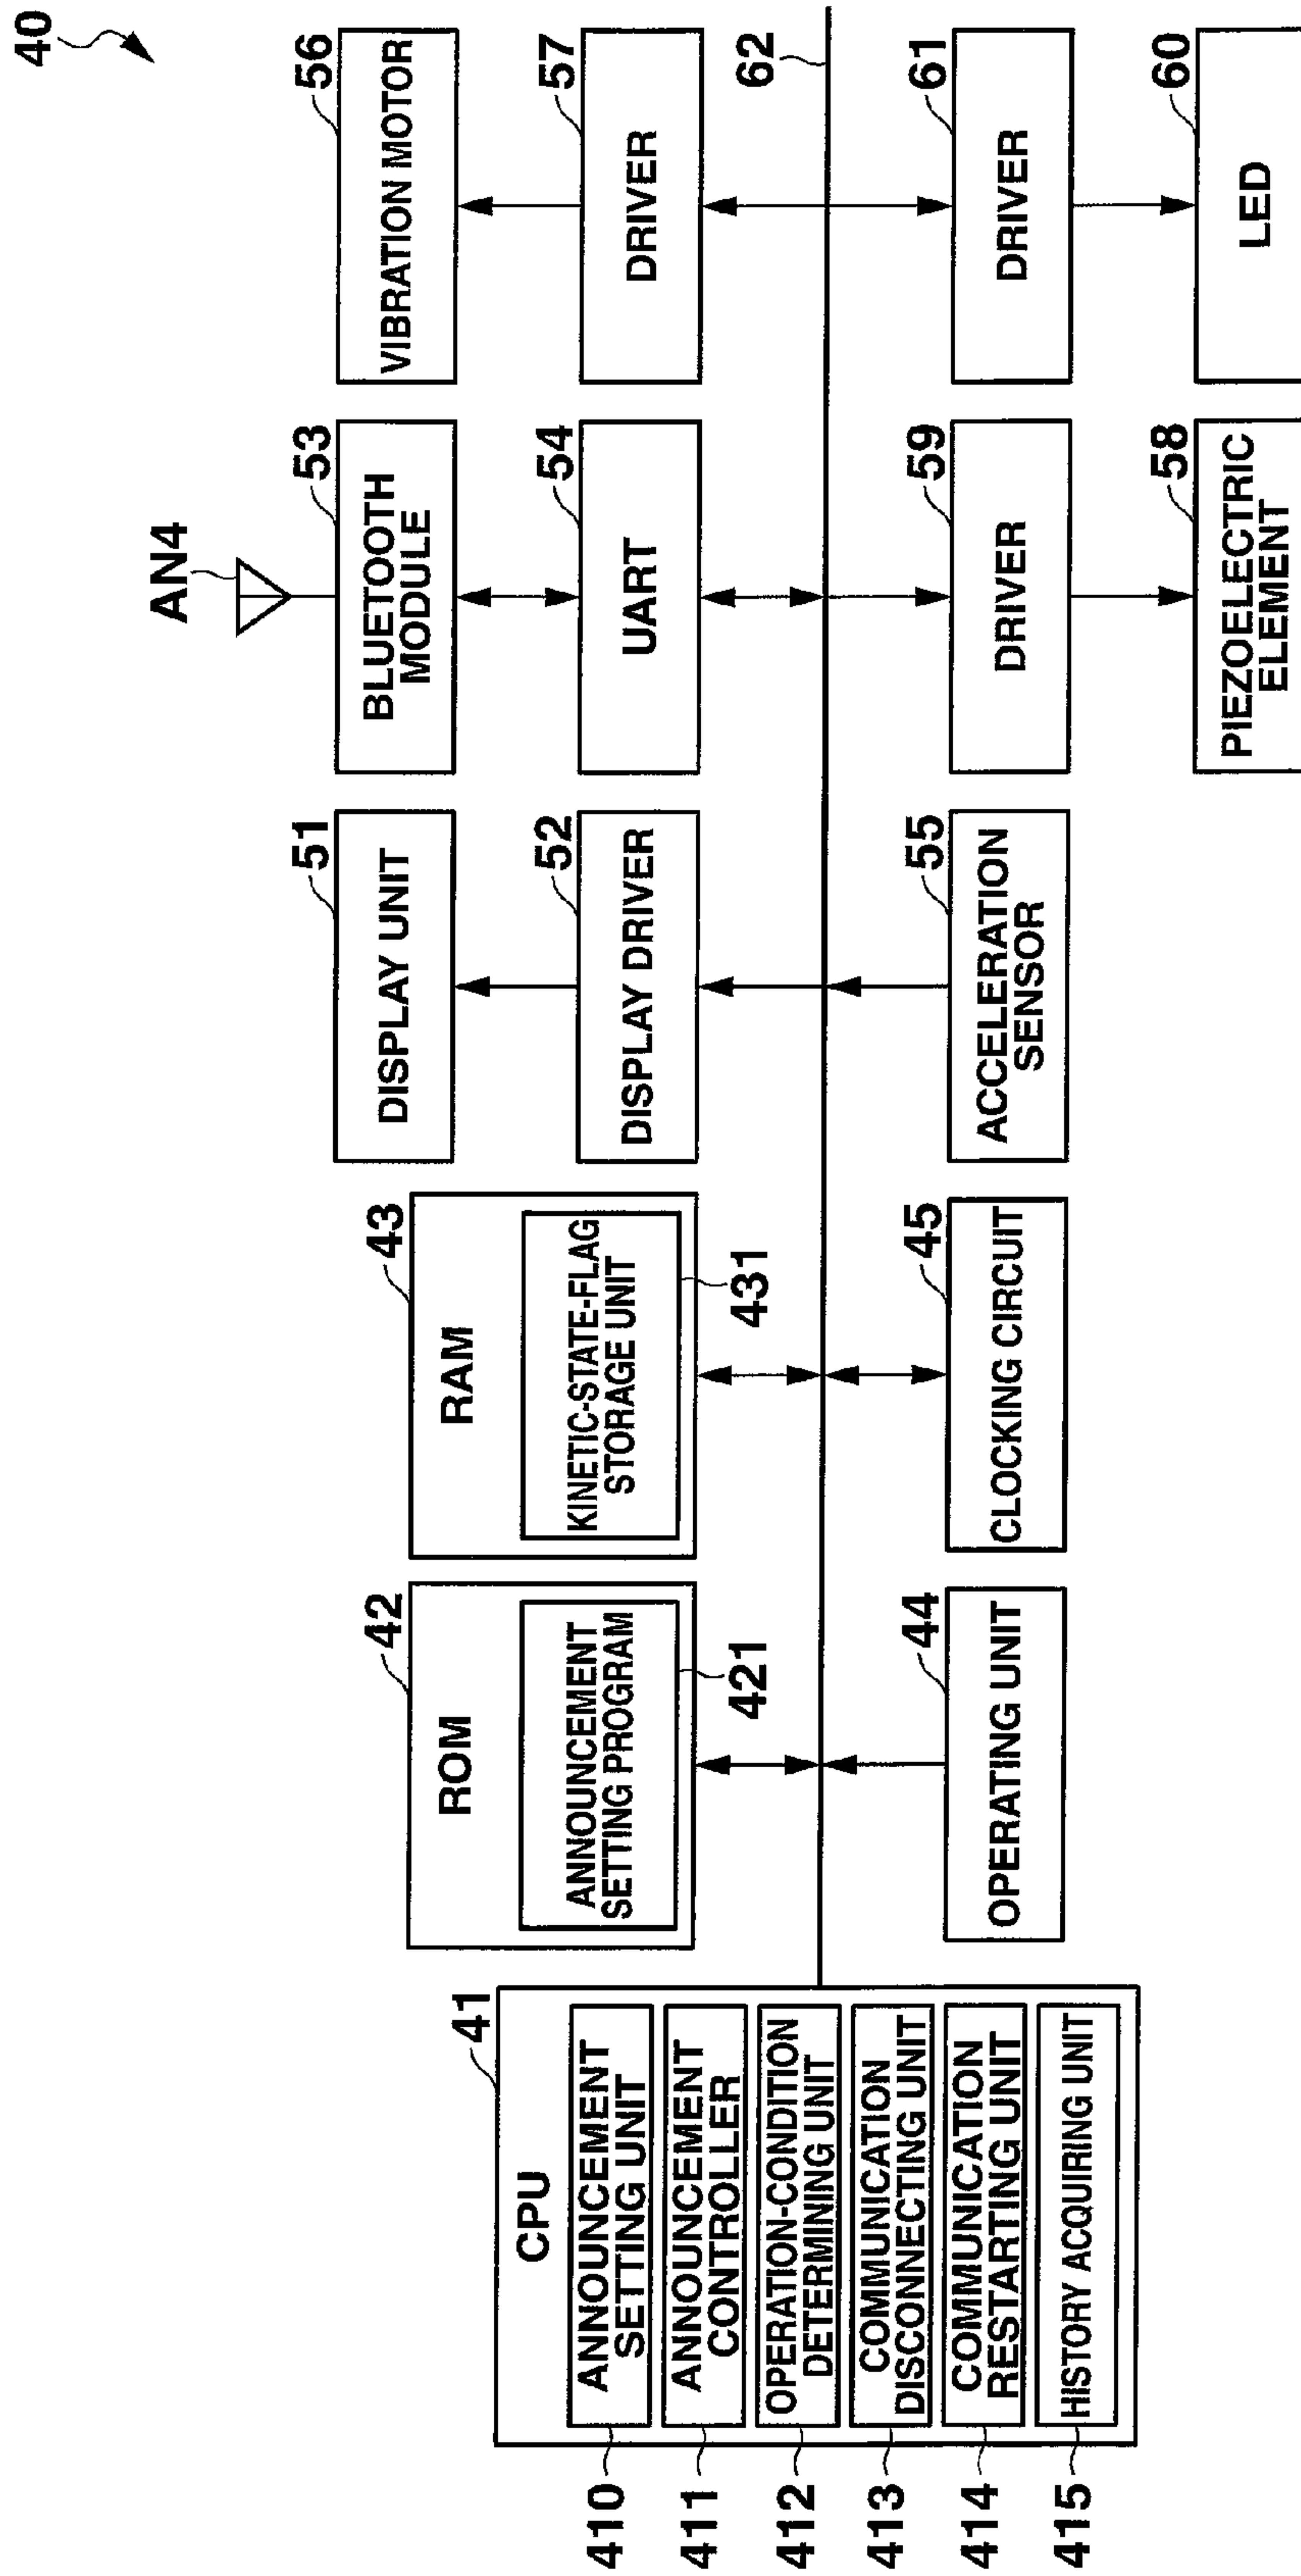 40
41
CPU
410
ANNOUNCEMENT
SETTING UNIT
411
ANNOUNCEMENT
CONTROLLER
412
OPERATION-CONDITION
DETERMINING UNIT
413
COMMUNICATION
DISCONNECTING UNIT
414
COMMUNICATION
RESTARTING UNIT
415
HISTORY ACQUIRING UNIT
42
ROM
ANNOUNCEMENT
SETTING PROGRAM
421
43
RAM
KINETIC-STATE-FLAG
STORAGE UNIT
431
51
DISPLAY UNIT
52
DISPLAY DRIVER
AN4
53
BLUETOOTH
MODULE
54
UART
56
VIBRATION MOTOR
57
DRIVER
62
44
OPERATING UNIT
45
CLOCKING CIRCUIT
55
ACCELERATION
SENSOR
59
DRIVER
58
PIEZOELECTRIC
ELEMENT
61
DRIVER
60
LED